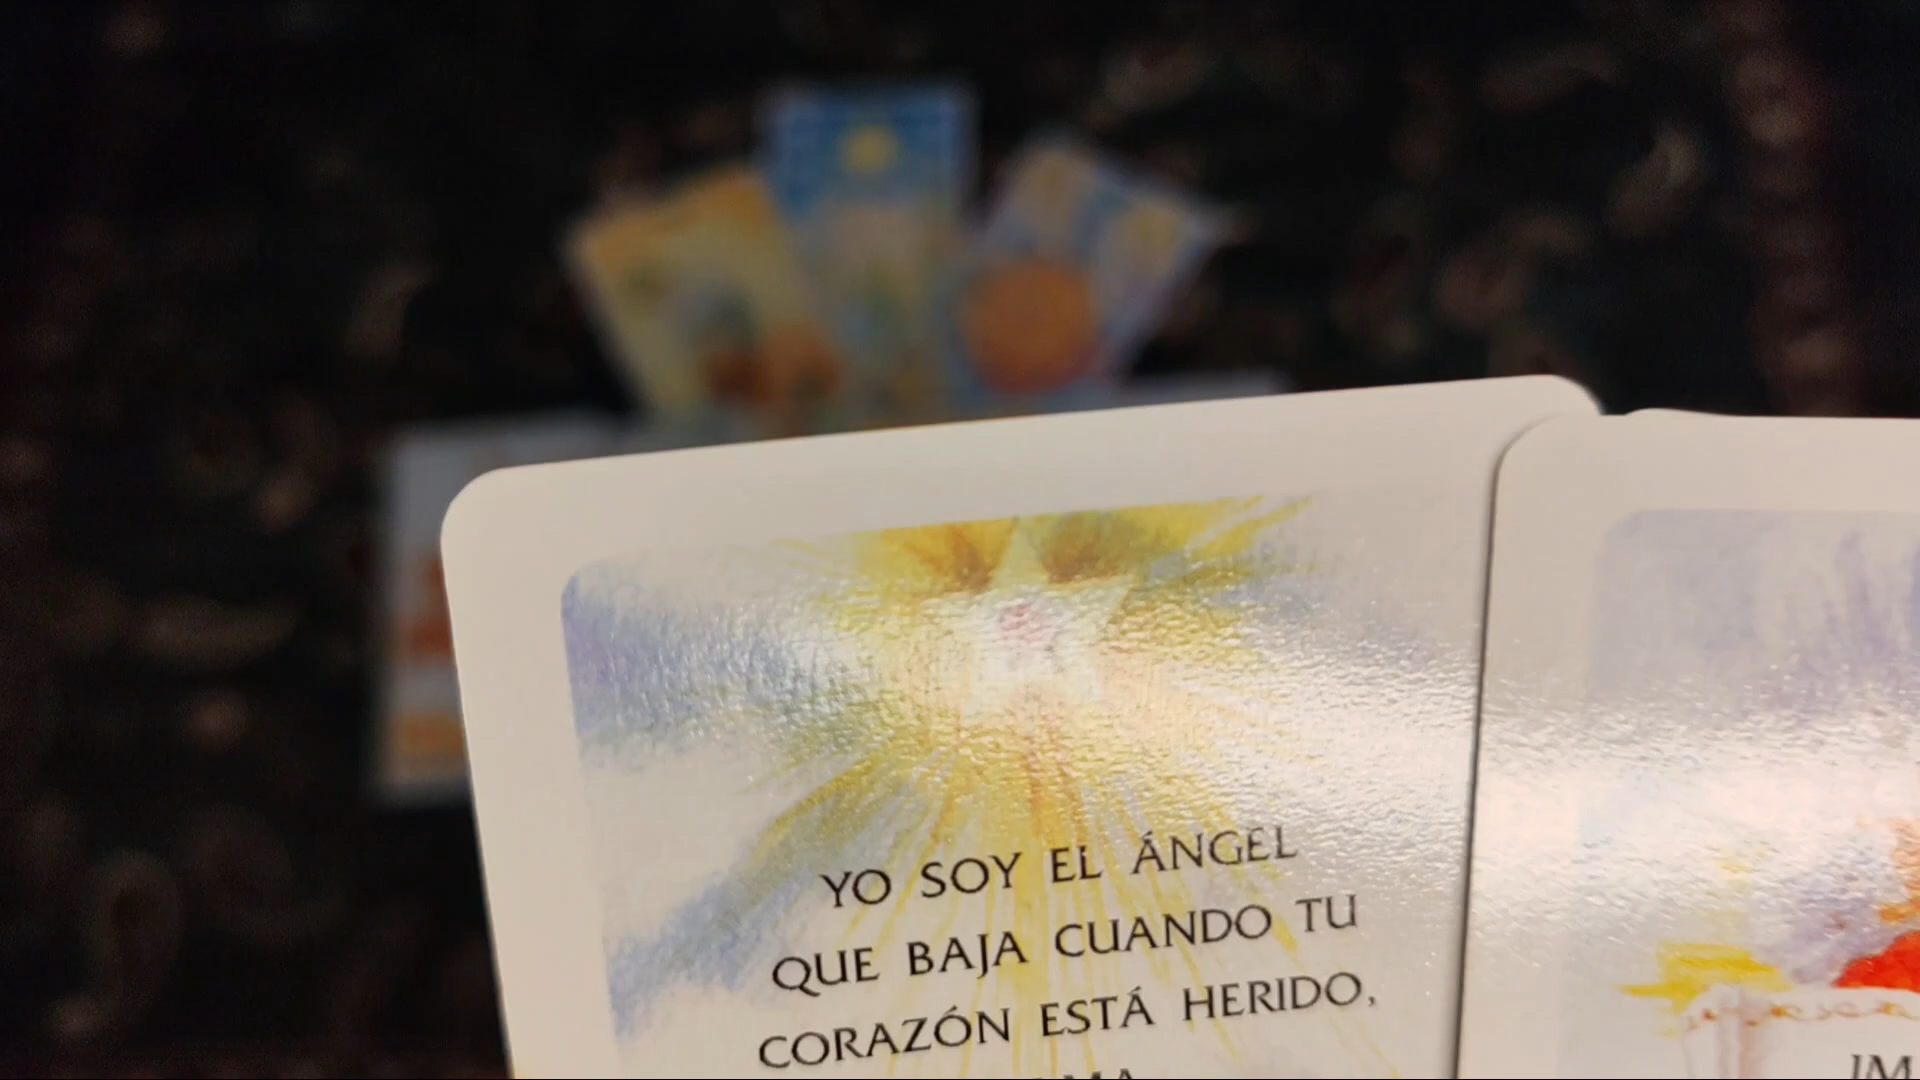 YO SOY EL ÁNGEL
QUE BAJA CUANDO TU
CORAZÓN ESTÁ HERIDO,